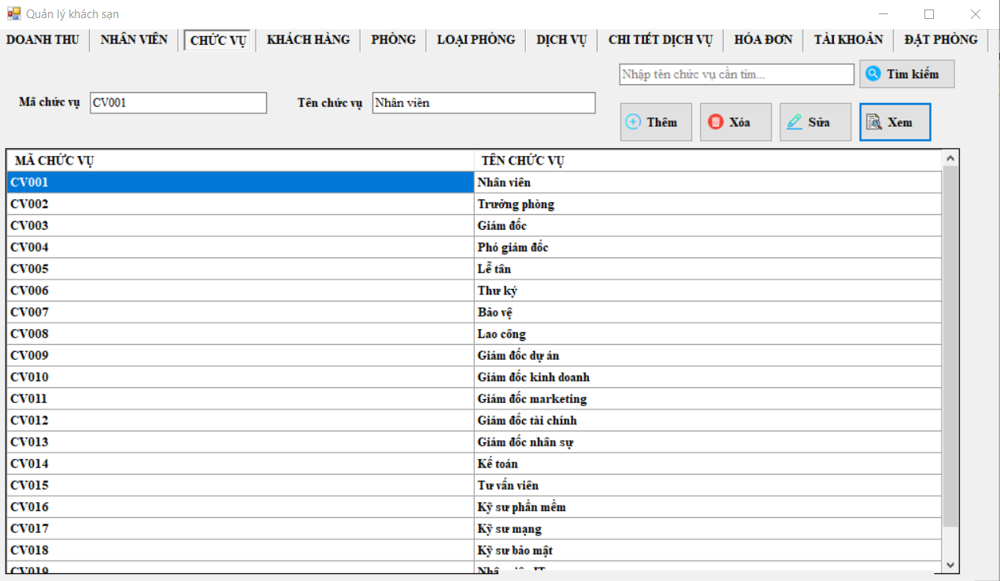 Quản lý khách sạn
DOANH THU NHÂN VIÊN CHỨC VỤ KHÁCH HÀNG PHÒNG LOẠI PHÒNG DỊCH VỤ CHI TIẾT DỊCH VỤ HÓA ĐƠN TÀI KHOẢN ĐẶT PHÒNG
Nhập tên chức vụ cần tìm... Tìm kiếm
Mã chức vụ CV001 Tên chức vụ Nhân viên
Thêm Xóa Sửa Xem
MÃ CHỨC VỤ TÊN CHỨC VỤ
CV001 Nhân viên
CV002 Trưởng phòng
CV003 Giám đốc
CV004 Phó giám đốc
CV005 Lễ tân
CV006 Thư ký
CV007 Bảo vệ
CV008 Lao công
CV009 Giám đốc dự án
CV010 Giám đốc kinh doanh
CV011 Giám đốc marketing
CV012 Giám đốc tài chính
CV013 Giám đốc nhân sự
CV014 Kế toán
CV015 Tư vấn viên
CV016 Kỹ sư phần mềm
CV017 Kỹ sư mạng
CV018 Kỹ sư bảo mật
CV019